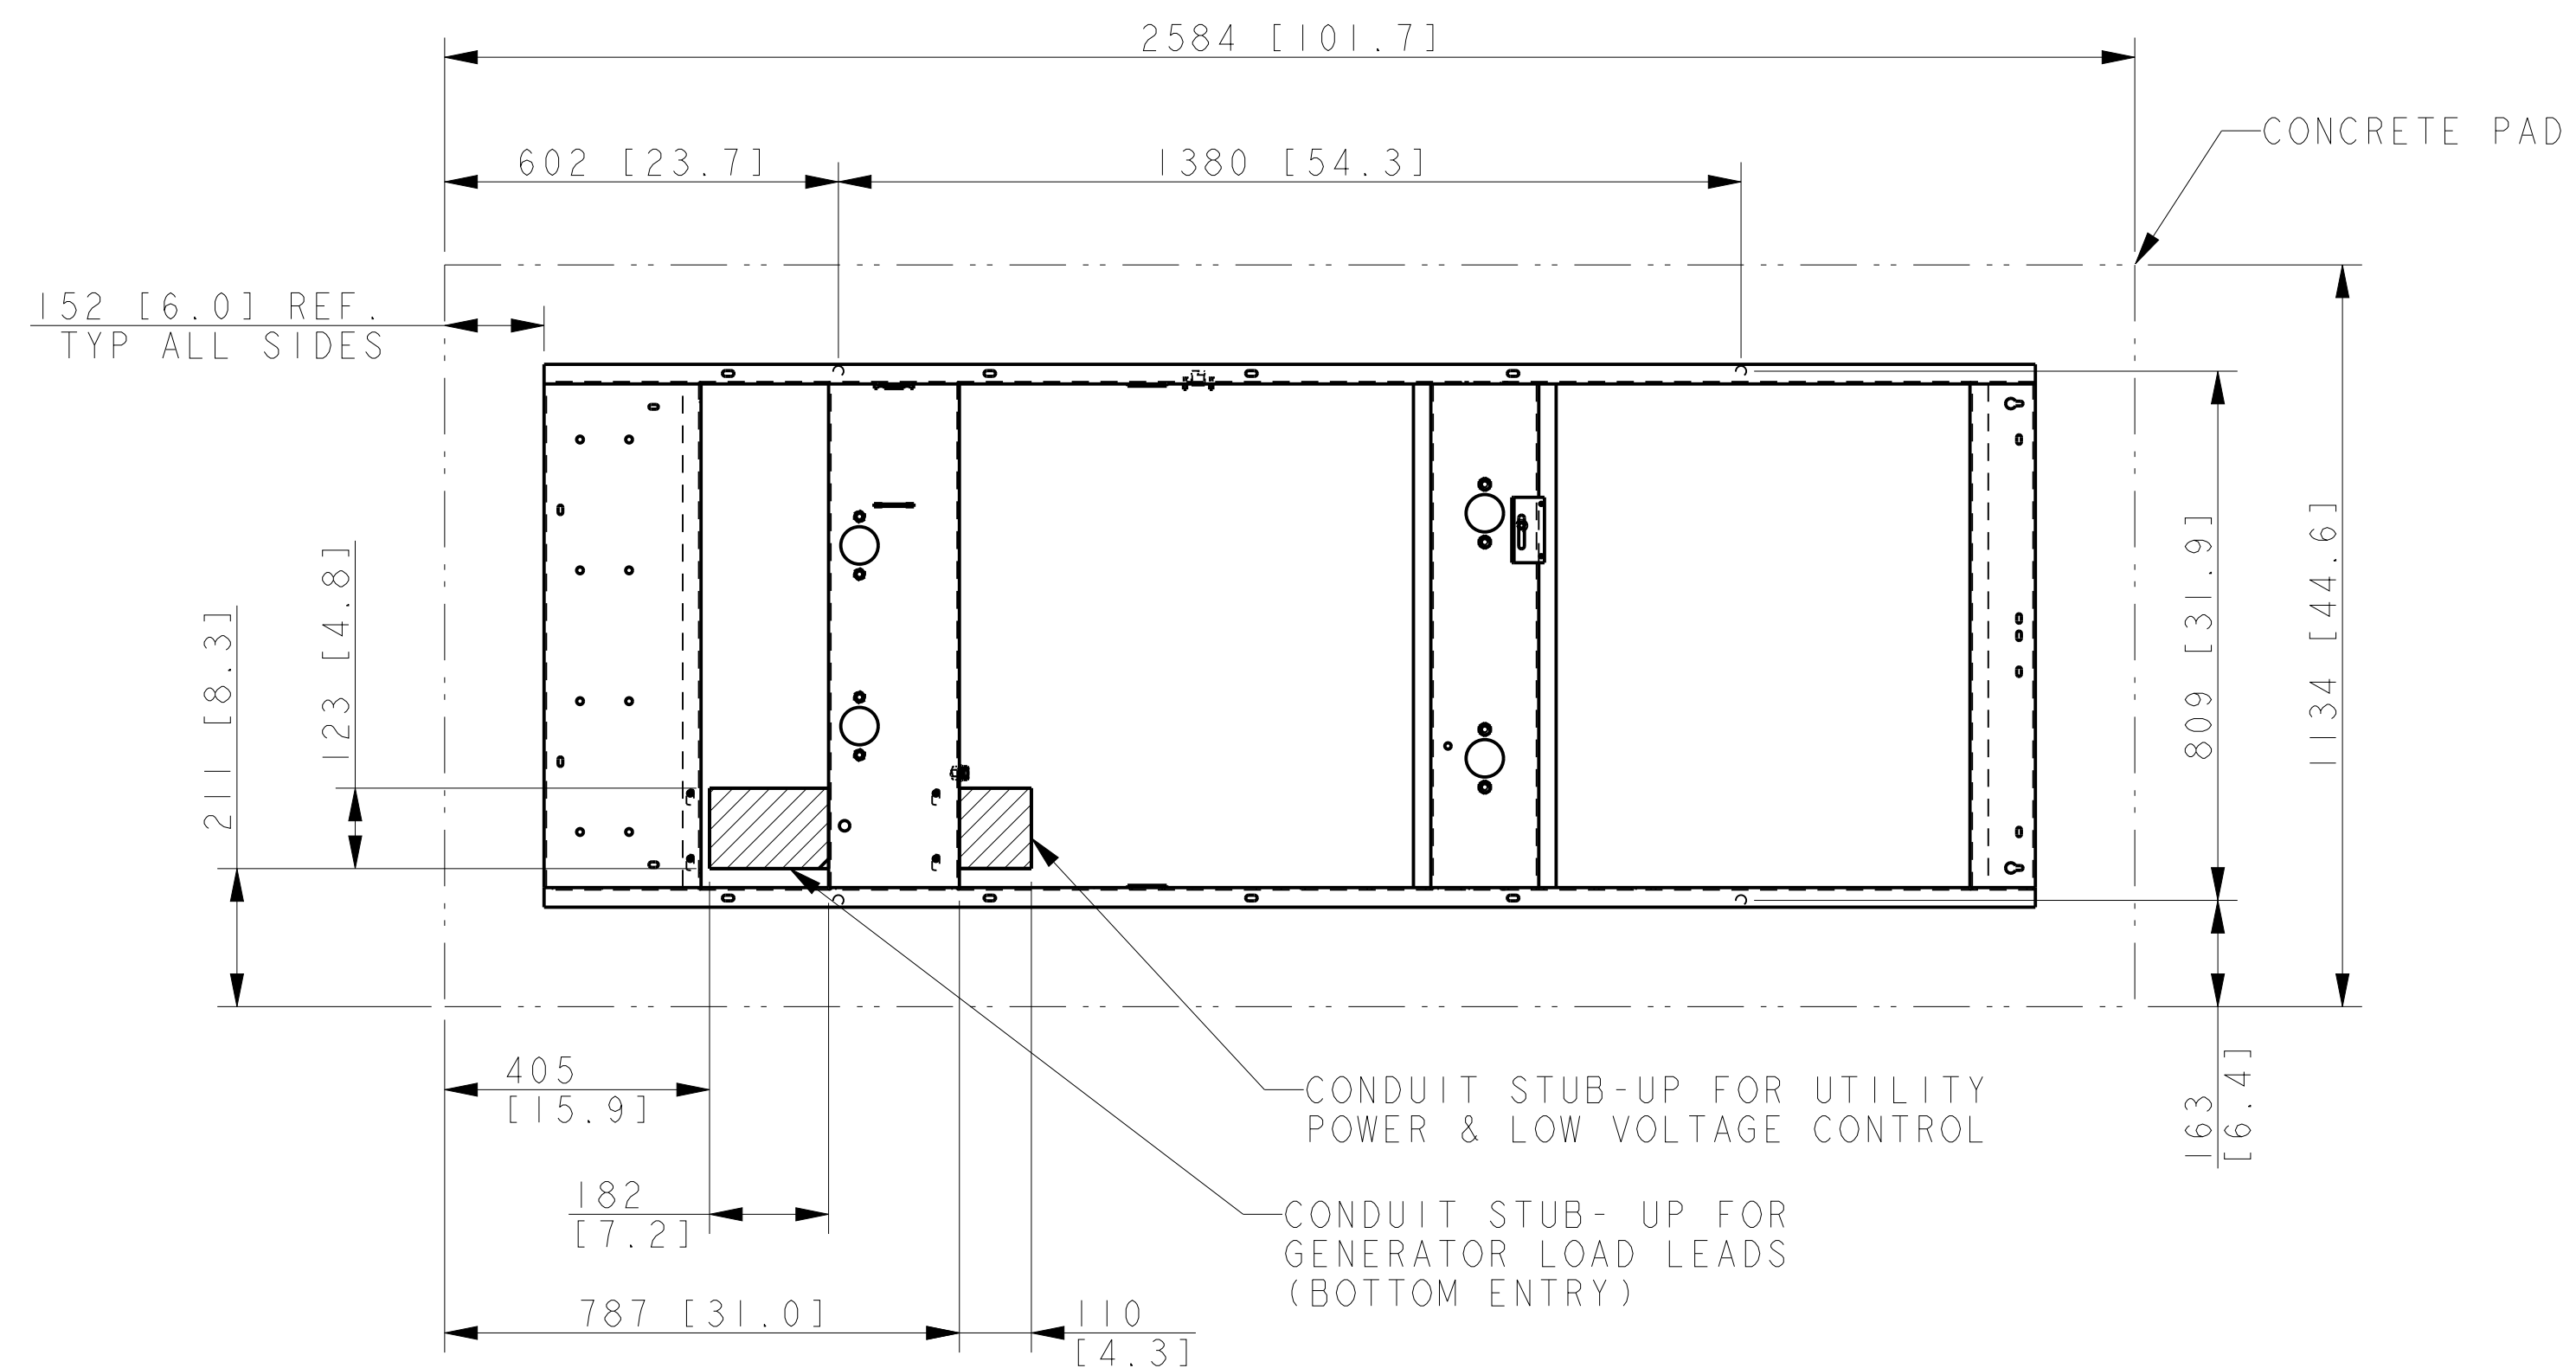 2584 [101.7]
CONCRETE PAD
602 [23.7]
1380 [54.3]
152 [6.0] REF.
TYP ALL SIDES
211 [8.3]
123 [4.8]
809 [31.9]
1134 [44.6]
163
[6.4]
405
[15.9]
CONDUIT STUB-UP FOR UTILITY
POWER & LOW VOLTAGE CONTROL
182
[7.2]
CONDUIT STUB- UP FOR
GENERATOR LOAD LEADS
(BOTTOM ENTRY)
787 [31.0]
110
[4.3]